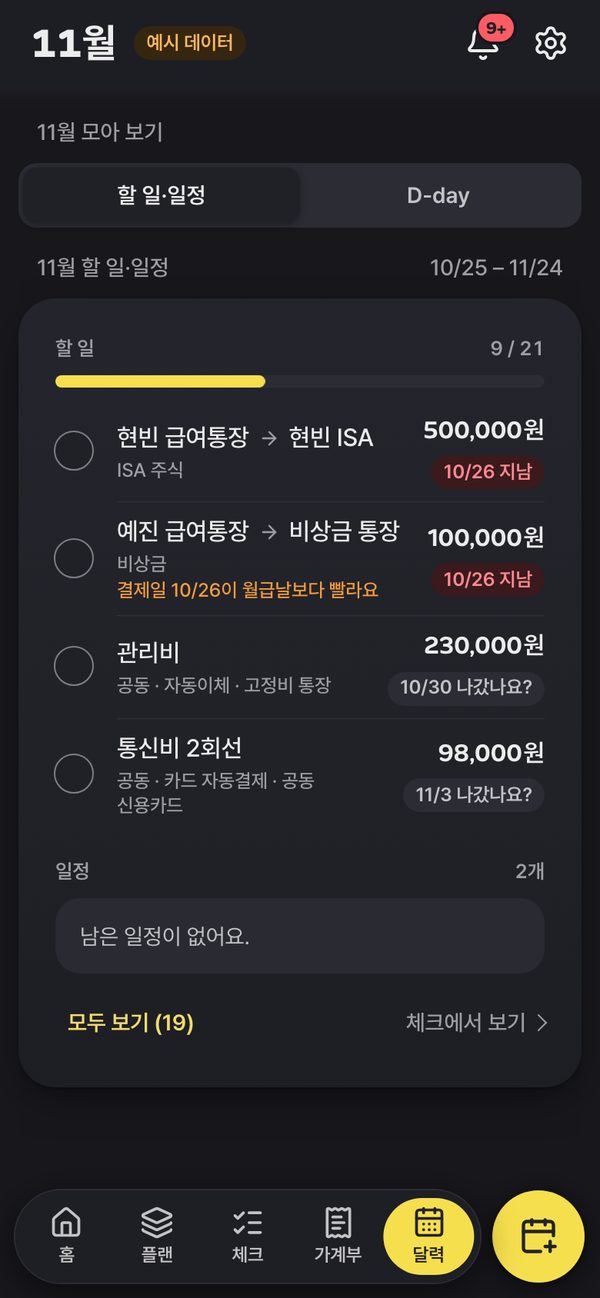 11월 예시 데이터 9+
11월 모아 보기
할 일·일정 D-day
11월 할 일·일정 10/25 – 11/24
할 일 9 / 21
현빈 급여통장 → 현빈 ISA 500,000원
ISA 주식 10/26 지남
예진 급여통장 → 비상금 통장 100,000원
비상금 10/26 지남
결제일 10/26이 월급날보다 빨라요
관리비 230,000원
공동 · 자동이체 · 고정비 통장 10/30 나갔나요?
통신비 2회선 98,000원
공동 · 카드 자동결제 · 공동 11/3 나갔나요?
신용카드
일정 2개
남은 일정이 없어요.
모두 보기 (19) 체크에서 보기 >
홈 플랜 체크 가계부 달력